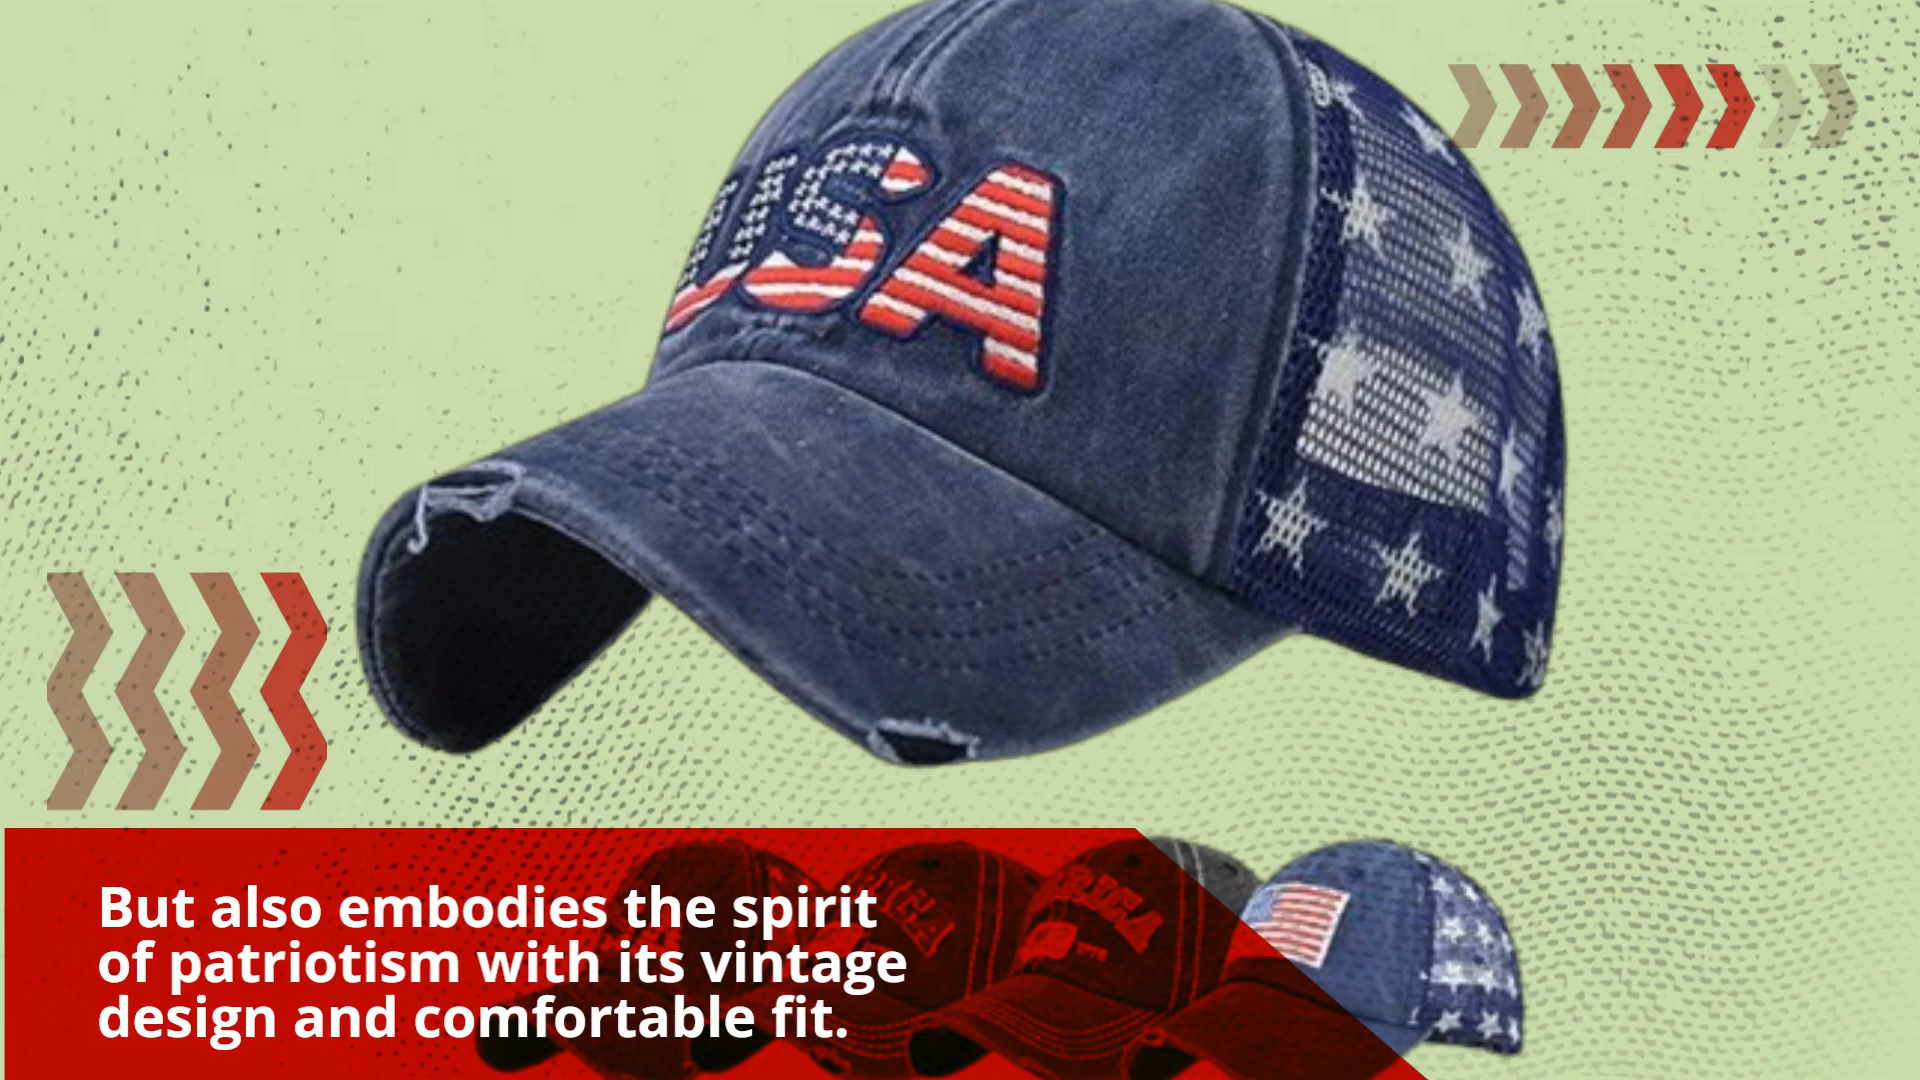 USA
But also embodies the spirit
of patriotism with its vintage
design and comfortable fit.